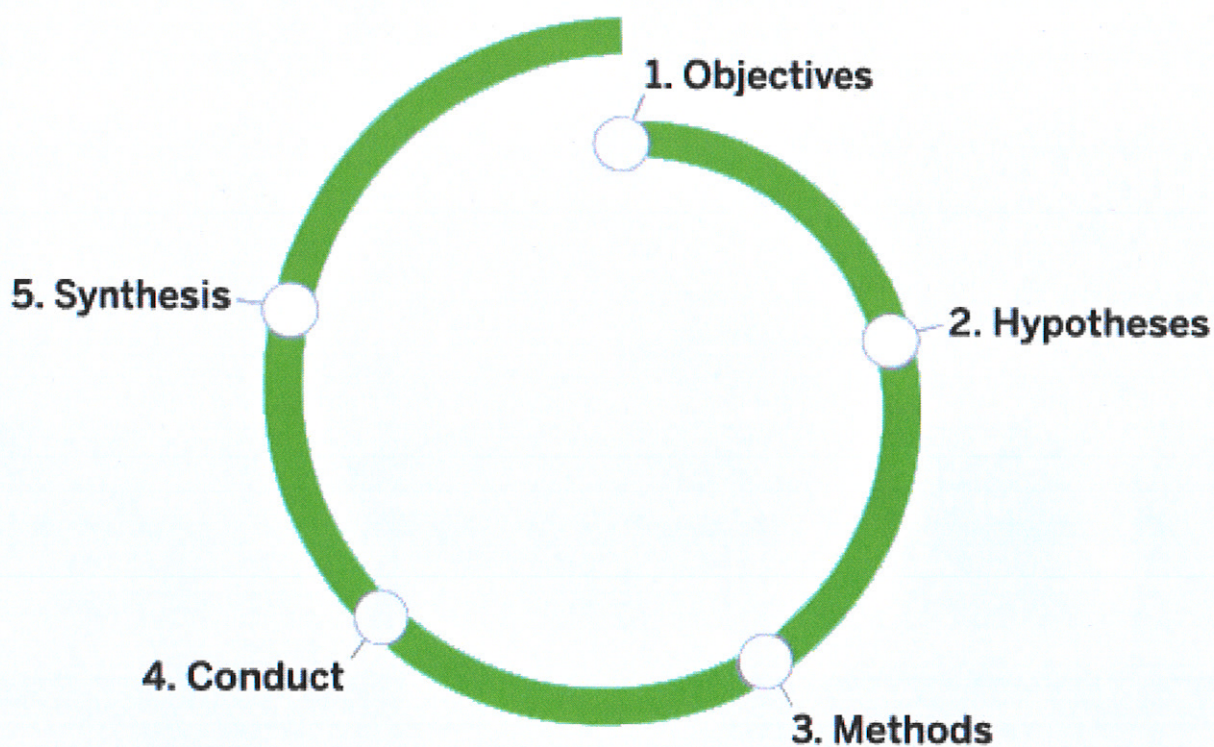 1. Objectives
2. Hypotheses
3. Methods
4. Conduct
5. Synthesis